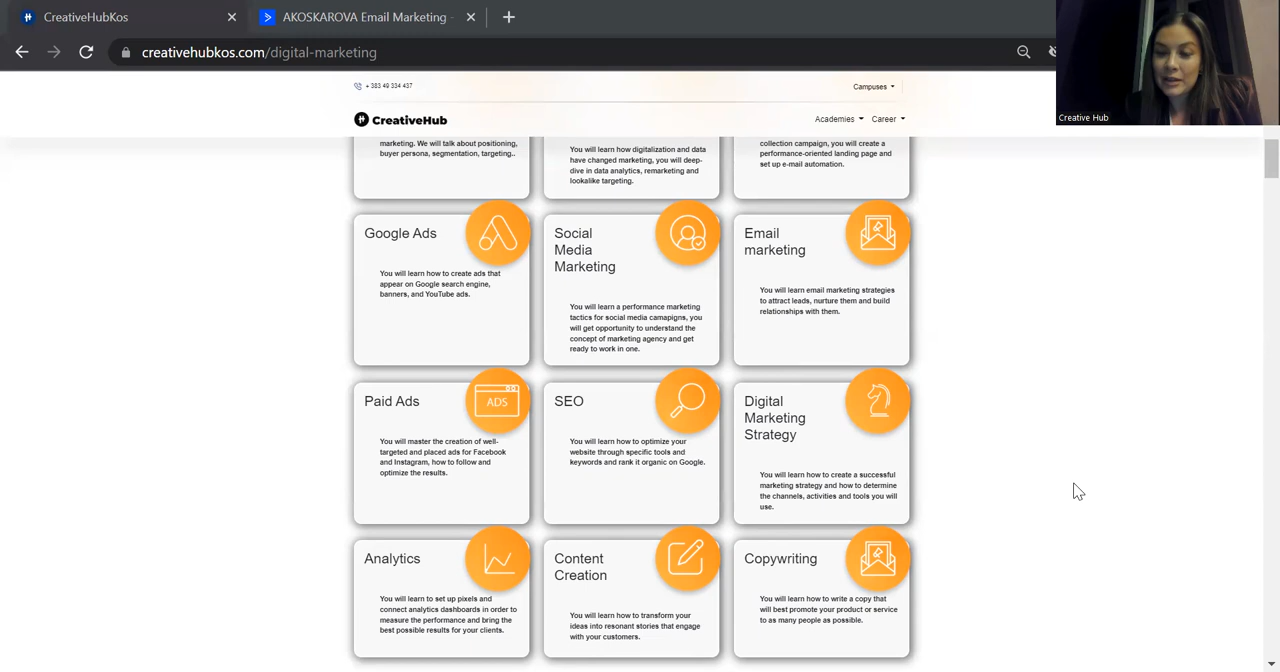 CreativeHubKos
AKOSKAROVA Email Marketing -
creativehubkos.com/digital-marketing
Creative Hub
+ 383 49 334 437
Campuses
CreativeHub
Academies
Career
marketing. We will talk about positioning,
buyer persona, segmentation, targeting..
You will learn how digitalization and data
have changed marketing, you will deep-
dive in data analytics, remarketing and
lookalike targeting.
collection campaign, you will create a
performance-oriented landing page and
set up e-mail automation.
Google Ads
You will learn how to create ads that
appear on Google search engine,
banners, and YouTube ads.
Social
Media
Marketing
You will learn a performance marketing
tactics for social media camapigns, you
will get opportunity to understand the
concept of marketing agency and get
ready to work in one.
Email
marketing
You will learn email marketing strategies
to attract leads, nurture them and build
relationships with them.
Paid Ads
ADS
You will master the creation of well-
targeted and placed ads for Facebook
and Instagram, how to follow and
optimize the results.
SEO
You will learn how to optimize your
website through specific tools and
keywords and rank it organic on Google.
Digital
Marketing
Strategy
You will learn how to create a successful
marketing strategy and how to determine
the channels, activities and tools you will
use.
Analytics
You will learn to set up pixels and
connect analytics dashboards in order to
measure the performance and bring the
best possible results for your clients.
Content
Creation
You will learn how to transform your
ideas into resonant stories that engage
with your customers.
Copywriting
You will learn how to write a copy that
will best promote your product or service
to as many people as possible.